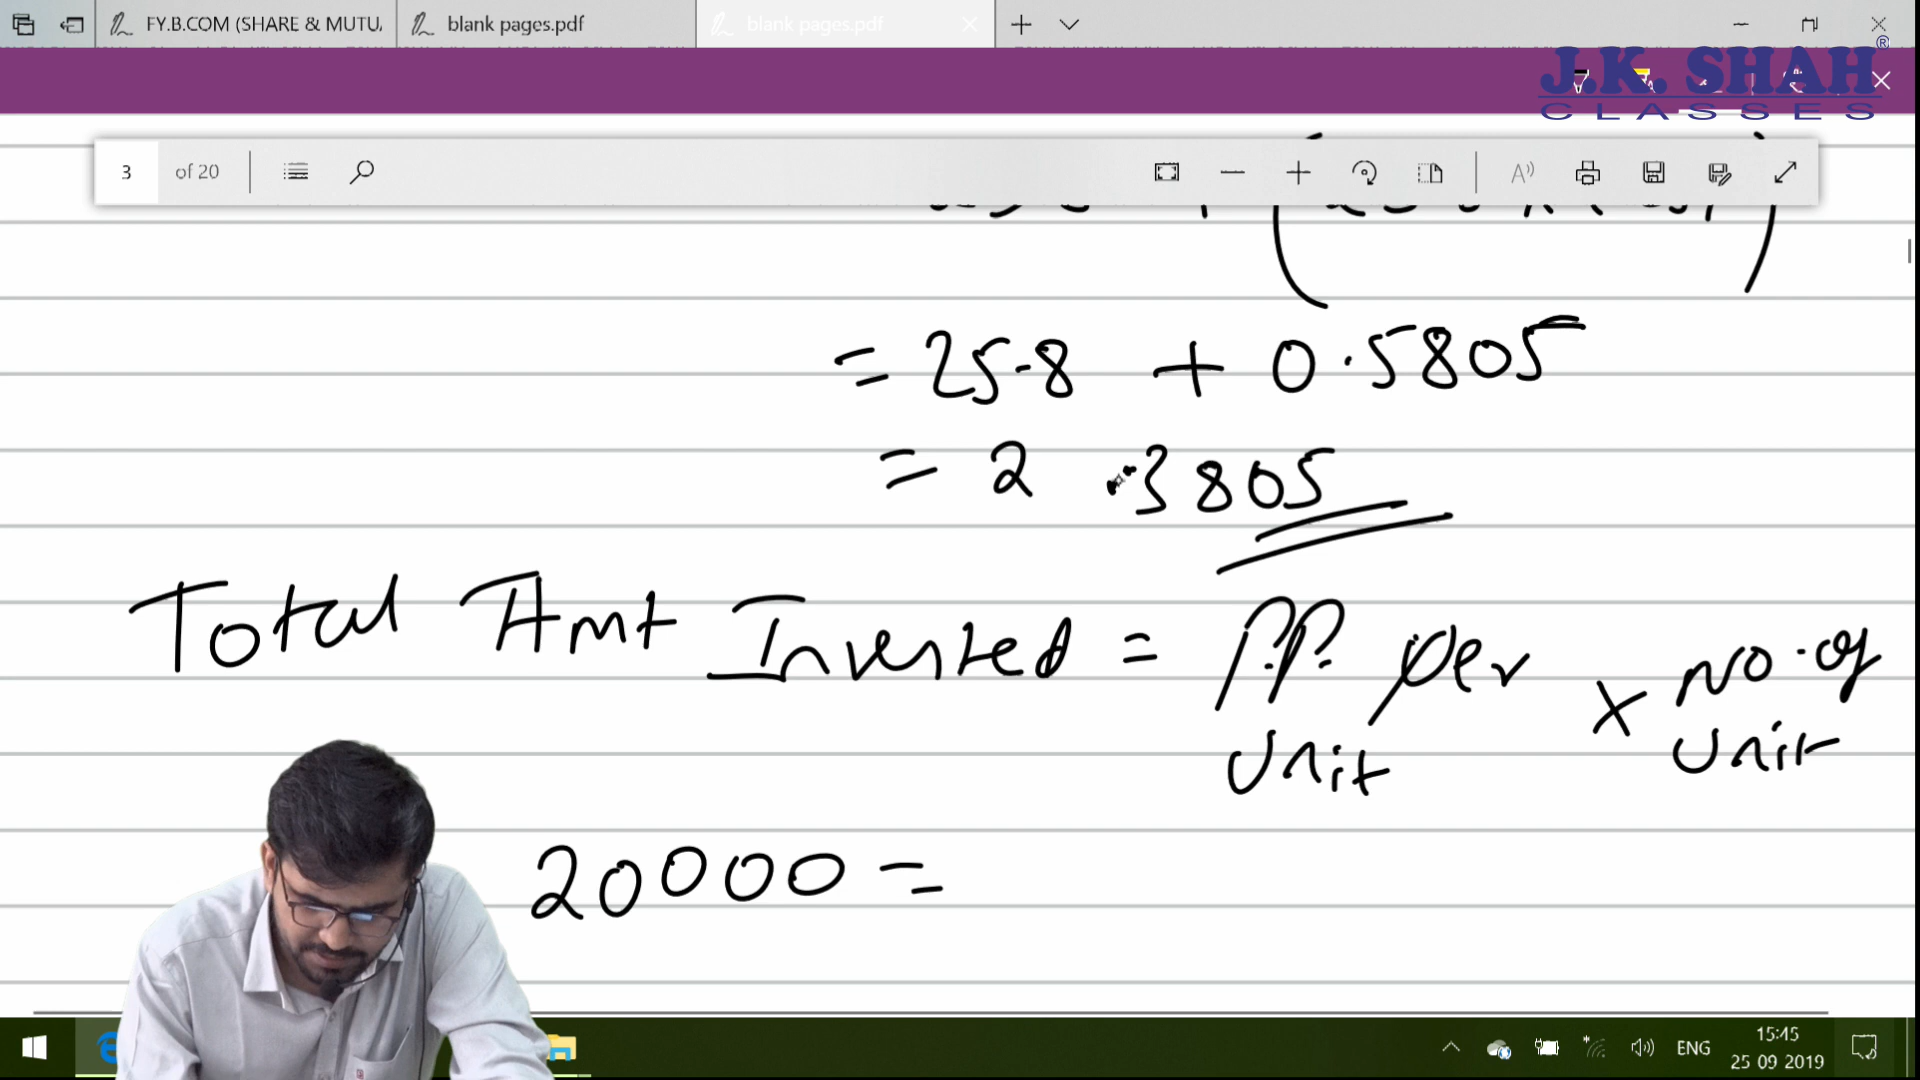 FY.B.COM (SHARE & MUTU
blank pages.pdf
blank pages.pdf
J.K. SHAH®
CLASSES
3 of 20
= 25.8 + 0.5805
= 2 .3805
Total Amt Invested = P.P. per unit × No. of unit
20000 =
ENG
15:45
25 09 2019